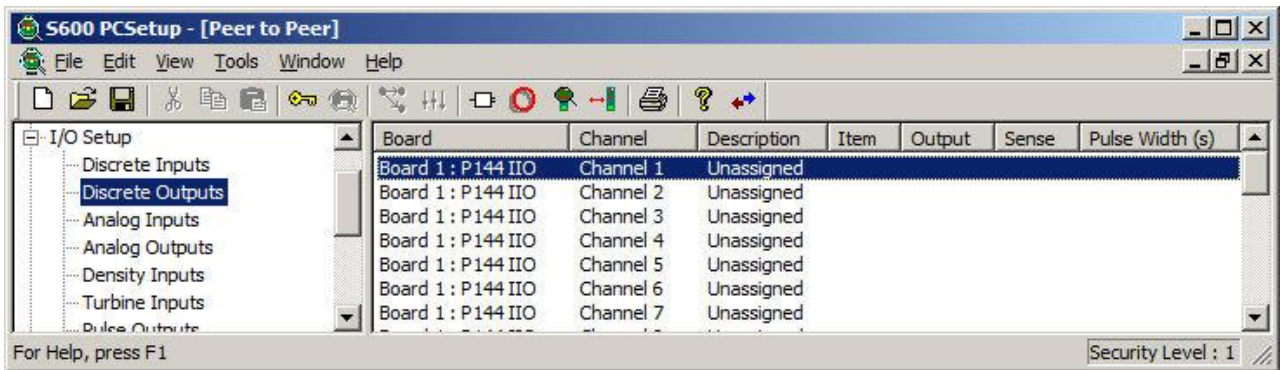 S600 PCSetup - [Peer to Peer]
File Edit View Tools Window Help
I/O Setup
Discrete Inputs
Discrete Outputs
Analog Inputs
Analog Outputs
Density Inputs
Turbine Inputs
Pulse Outputs
Board Channel Description Item Output Sense Pulse Width (s)
Board 1 : P144 IIO Channel 1 Unassigned
Board 1 : P144 IIO Channel 2 Unassigned
Board 1 : P144 IIO Channel 3 Unassigned
Board 1 : P144 IIO Channel 4 Unassigned
Board 1 : P144 IIO Channel 5 Unassigned
Board 1 : P144 IIO Channel 6 Unassigned
Board 1 : P144 IIO Channel 7 Unassigned
For Help, press F1
Security Level : 1